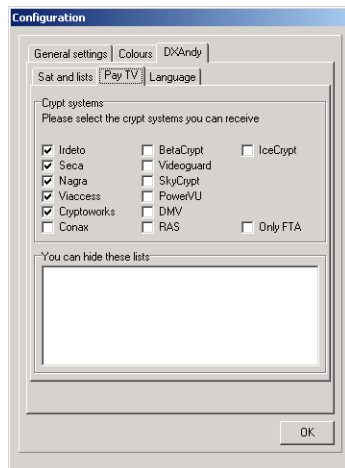 Configuration
General settings Colours DXAndy
Sat and lists Pay TV Language
Crypt systems
Please select the crypt systems you can receive
Irdeto BetaCrypt IceCrypt
Seca Videoguard
Nagra SkyCrypt
Viaccess PowerVU
Cryptoworks DMV
Conax RAS Only FTA
You can hide these lists
OK